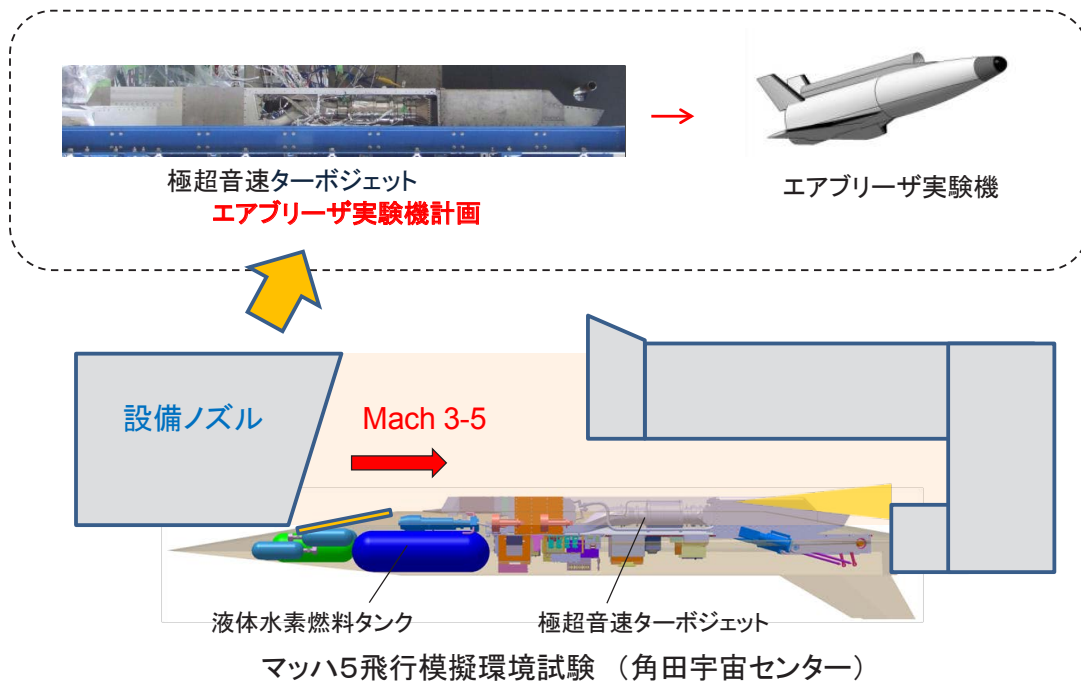 極超音速ターボジェット
エアブリーザ実験機計画
エアブリーザ実験機
設備ノズル
Mach 3-5
液体水素燃料タンク
極超音速ターボジェット
マッハ5飛行模擬環境試験 (角田宇宙センター)